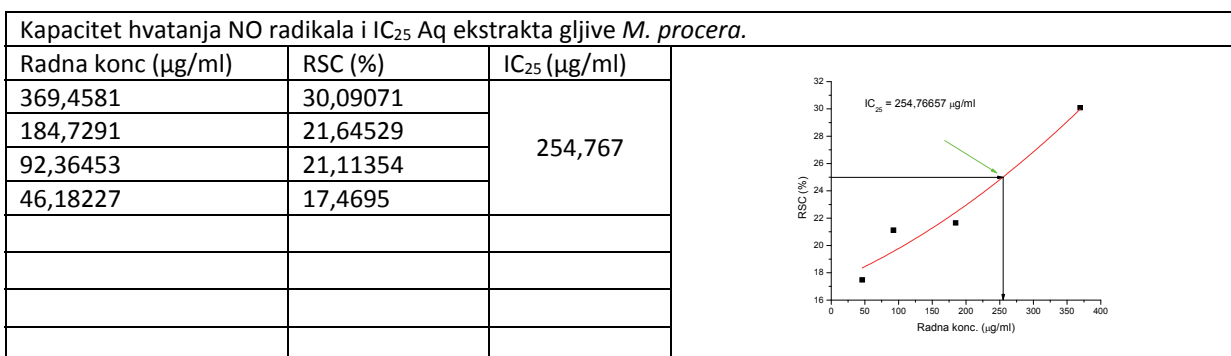 Kapacitet hvatanja NO radikala i IC₂₅ Aq ekstrakta gljive M. procera.
Radna konc (µg/ml) RSC (%) IC₂₅ (µg/ml)
369,4581 30,09071
184,7291 21,64529
254,767
92,36453 21,11354
46,18227 17,4695
IC₂₅ = 254,76657 µg/ml
RSC (%)
32
30
28
26
24
22
20
18
16
0 50 100 150 200 250 300 350 400
Radna konc. (µg/ml)